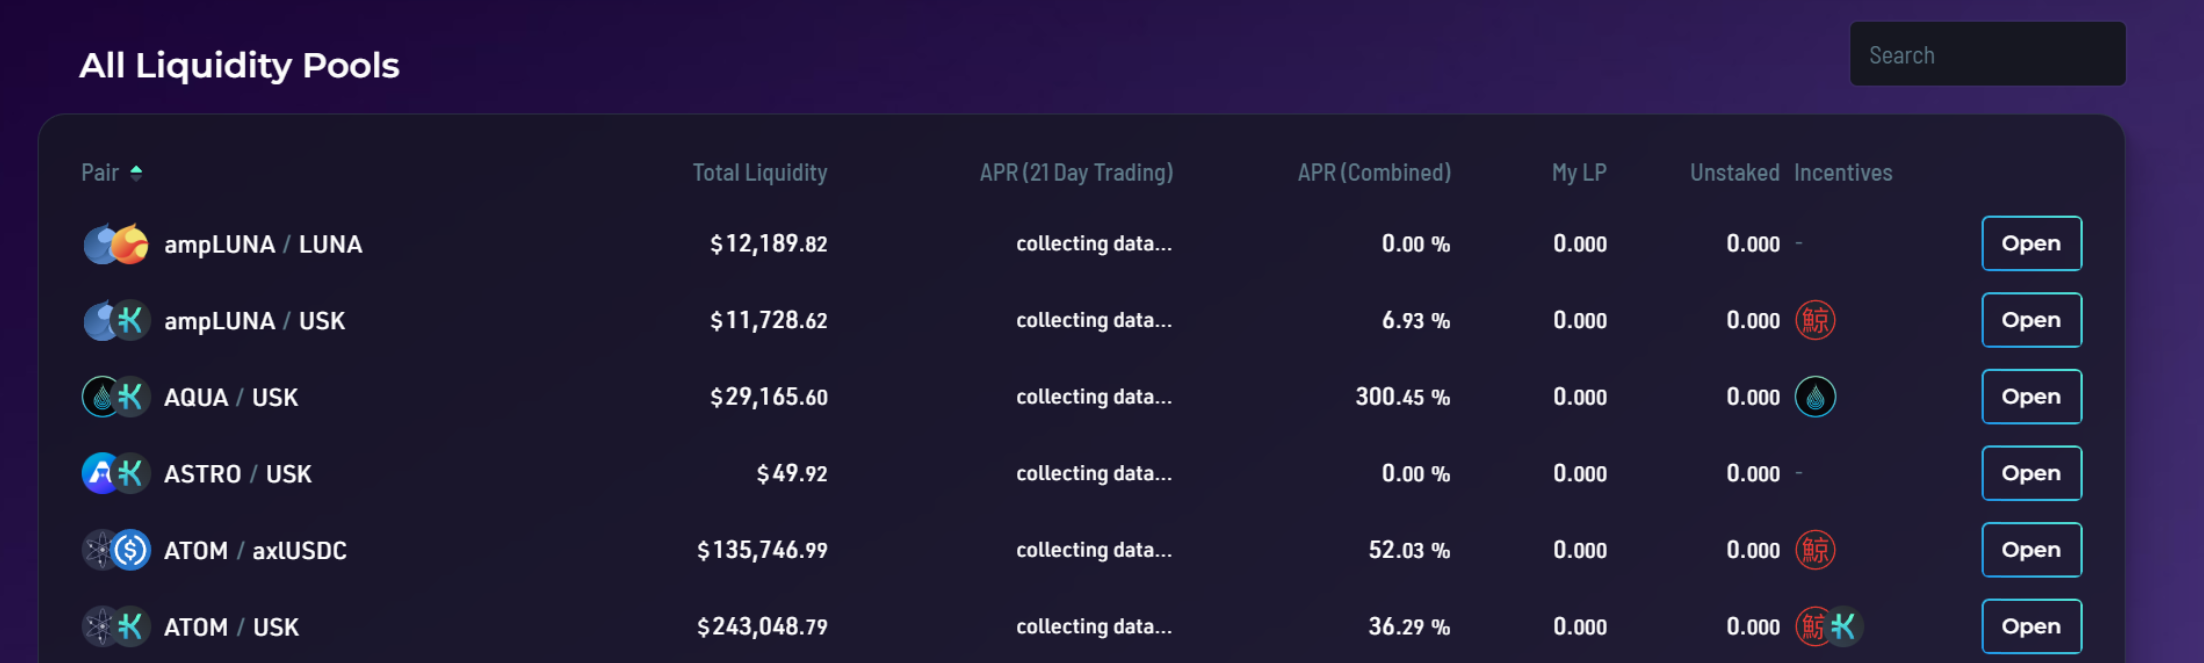 All Liquidity Pools
Search
Pair Total Liquidity APR (21 Day Trading) APR (Combined) My LP Unstaked Incentives
ampLUNA / LUNA $12,189.82 collecting data... 0.00 % 0.000 0.000 - Open
ampLUNA / USK $11,728.62 collecting data... 6.93 % 0.000 0.000 鯨 Open
AQUA / USK $29,165.60 collecting data... 300.45 % 0.000 0.000 Open
ASTRO / USK $49.92 collecting data... 0.00 % 0.000 0.000 - Open
ATOM / axlUSDC $135,746.99 collecting data... 52.03 % 0.000 0.000 鯨 Open
ATOM / USK $243,048.79 collecting data... 36.29 % 0.000 0.000 鯨 Open